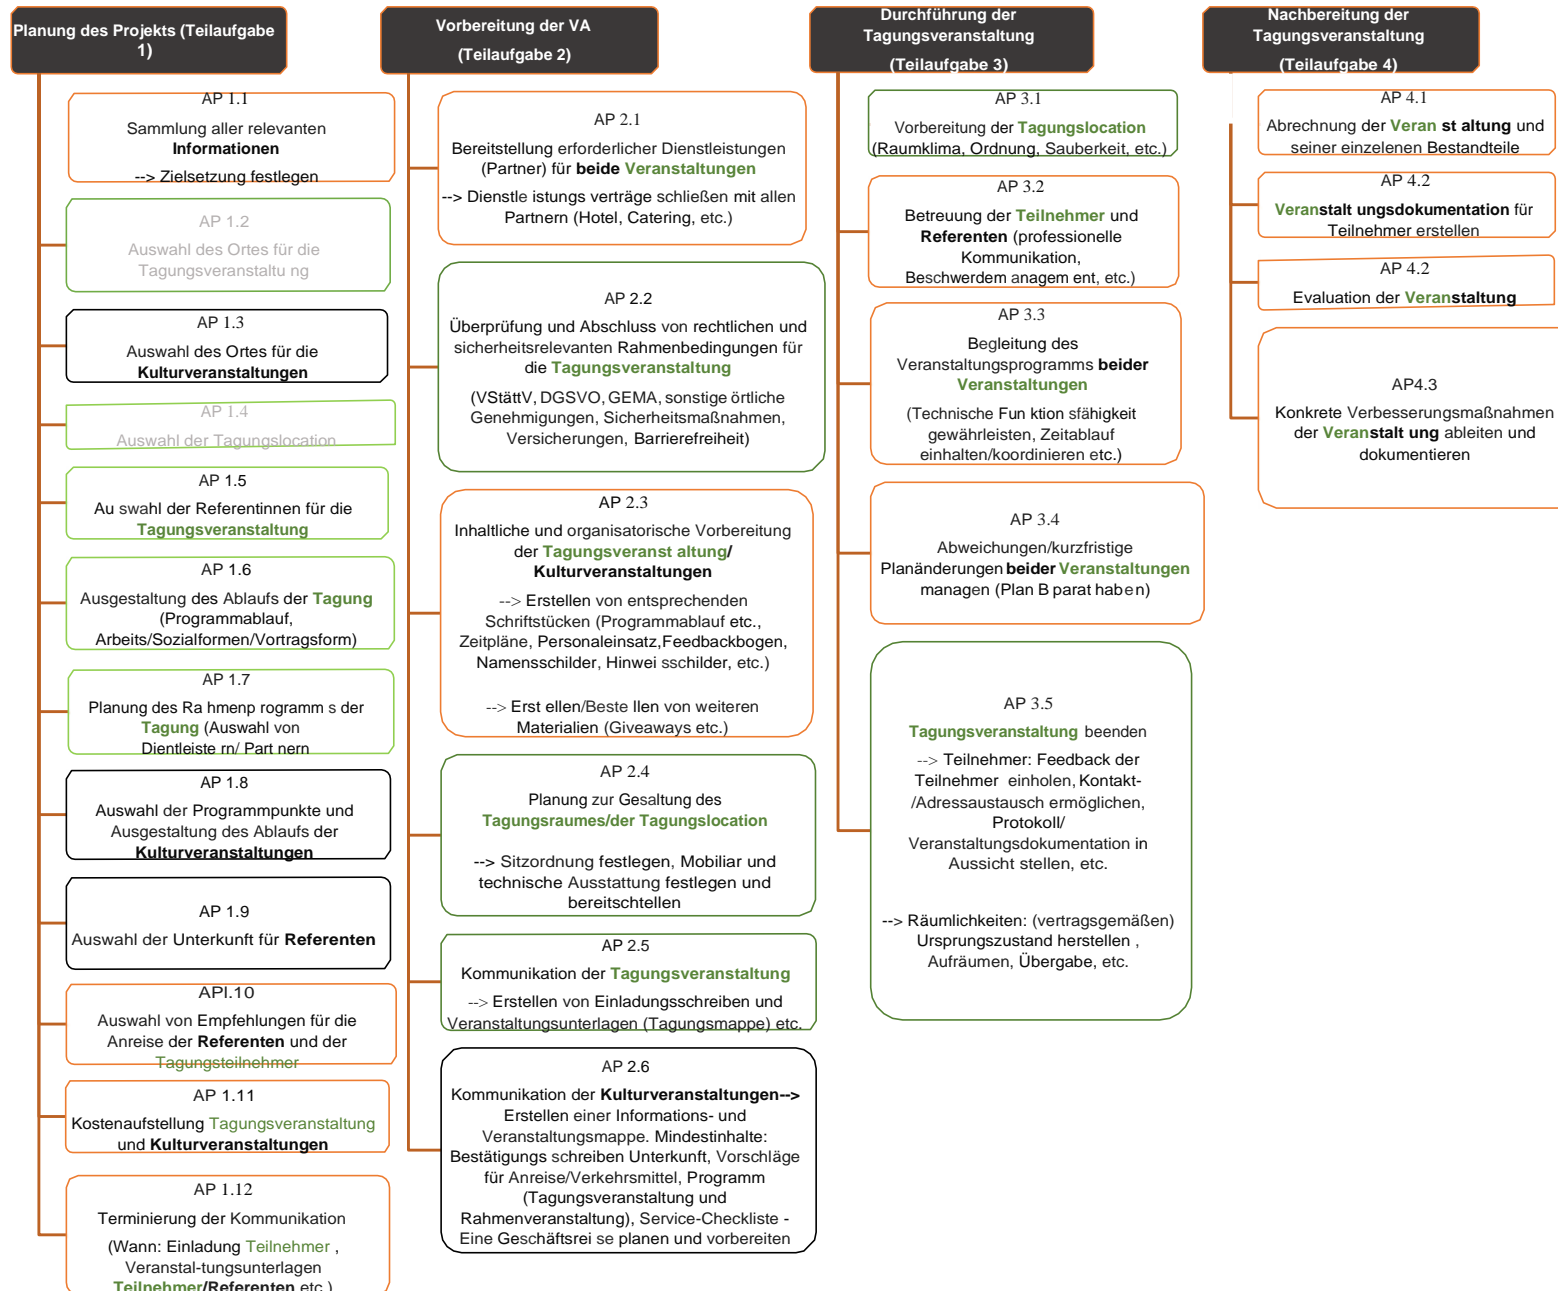 Planung des Projekts (Teilaufgabe
1)
AP 1.1
Sammlung aller relevanten
Informationen
--> Zielsetzung festlegen
AP 1.2
Auswahl des Ortes für die
Tagungsveranstaltu ng
AP 1.3
Auswahl des Ortes für die
Kulturveranstaltungen
AP 1.4
Auswahl der Tagungslocation
AP 1.5
Au swahl der Referentinnen für die
Tagungsveranstaltung
AP 1.6
Ausgestaltung des Ablaufs der Tagung
(Programmablauf,
Arbeits/Sozialformen/Vortragsform)
AP 1.7
Planung des Ra hmenp rogramm s der
Tagung (Auswahl von
Dientleiste rn/ Part nern
AP 1.8
Auswahl der Programmpunkte und
Ausgestaltung des Ablaufs der
Kulturveranstaltungen
AP 1.9
Auswahl der Unterkunft für Referenten
API.10
Auswahl von Empfehlungen für die
Anreise der Referenten und der
Tagungsteilnehmer
AP 1.11
Kostenaufstellung Tagungsveranstaltung
und Kulturveranstaltungen
AP 1.12
Terminierung der Kommunikation
(Wann: Einladung Teilnehmer ,
Veranstal-tungsunterlagen
Teilnehmer/Referenten etc.)
Vorbereitung der VA
(Teilaufgabe 2)
AP 2.1
Bereitstellung erforderlicher Dienstleistungen
(Partner) für beide Veranstaltungen
--> Dienstle istungs verträge schließen mit allen
Partnern (Hotel, Catering, etc.)
AP 2.2
Überprüfung und Abschluss von rechtlichen und
sicherheitsrelevanten Rahmenbedingungen für
die Tagungsveranstaltung
(VStättV, DGSVO, GEMA, sonstige örtliche
Genehmigungen, Sicherheitsmaßnahmen,
Versicherungen, Barrierefreiheit)
AP 2.3
Inhaltliche und organisatorische Vorbereitung
der Tagungsveranst altung/
Kulturveranstaltungen
--> Erstellen von entsprechenden
Schriftstücken (Programmablauf etc.,
Zeitpläne, Personaleinsatz,Feedbackbogen,
Namensschilder, Hinwei sschilder, etc.)
--> Erst ellen/Beste llen von weiteren
Materialien (Giveaways etc.)
AP 2.4
Planung zur Gesaltung des
Tagungsraumes/der Tagungslocation
--> Sitzordnung festlegen, Mobiliar und
technische Ausstattung festlegen und
bereitschtellen
AP 2.5
Kommunikation der Tagungsveranstaltung
--> Erstellen von Einladungsschreiben und
Veranstaltungsunterlagen (Tagungsmappe) etc.
AP 2.6
Kommunikation der Kulturveranstaltungen-->
Erstellen einer Informations- und
Veranstaltungsmappe. Mindestinhalte:
Bestätigungs schreiben Unterkunft, Vorschläge
für Anreise/Verkehrsmittel, Programm
(Tagungsveranstaltung und
Rahmenveranstaltung), Service-Checkliste -
Eine Geschäftsrei se planen und vorbereiten
Durchführung der
Tagungsveranstaltung
(Teilaufgabe 3)
AP 3.1
Vorbereitung der Tagungslocation
(Raumklima, Ordnung, Sauberkeit, etc.)
AP 3.2
Betreuung der Teilnehmer und
Referenten (professionelle
Kommunikation,
Beschwerdem anagem ent, etc.)
AP 3.3
Begleitung des
Veranstaltungsprogramms beider
Veranstaltungen
(Technische Fun ktion sfähigkeit
gewährleisten, Zeitablauf
einhalten/koordinieren etc.)
AP 3.4
Abweichungen/kurzfristige
Planänderungen beider Veranstaltungen
managen (Plan B parat haben)
AP 3.5
Tagungsveranstaltung beenden
--> Teilnehmer: Feedback der
Teilnehmer einholen, Kontakt-
/Adressaustausch ermöglichen,
Protokoll/
Veranstaltungsdokumentation in
Aussicht stellen, etc.
--> Räumlichkeiten: (vertragsgemäßen)
Ursprungszustand herstellen ,
Aufräumen, Übergabe, etc.
Nachbereitung der
Tagungsveranstaltung
(Teilaufgabe 4)
AP 4.1
Abrechnung der Veran st altung und
seiner einzelenen Bestandteile
AP 4.2
Veranstalt ungsdokumentation für
Teilnehmer erstellen
AP 4.2
Evaluation der Veranstaltung
AP4.3
Konkrete Verbesserungsmaßnahmen
der Veranstalt ung ableiten und
dokumentieren